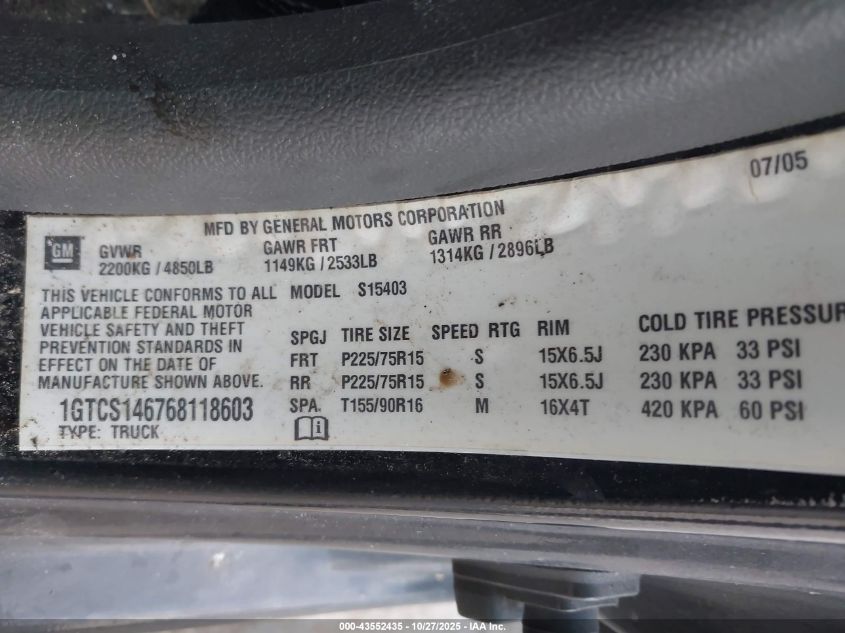 07/05
MFD BY GENERAL MOTORS CORPORATION
GM
GVWR GAWR FRT GAWR RR
2200KG / 4850LB 1149KG / 2533LB 1314KG / 2896LB
THIS VEHICLE CONFORMS TO ALL
APPLICABLE FEDERAL MOTOR
VEHICLE SAFETY AND THEFT
PREVENTION STANDARDS IN
EFFECT ON THE DATE OF
MANUFACTURE SHOWN ABOVE.
1GTCS146768118603
TYPE: TRUCK
MODEL S15403
SPGJ TIRE SIZE SPEED RTG RIM COLD TIRE PRESSUR
FRT P225/75R15 S 15X6.5J 230 KPA 33 PSI
RR P225/75R15 S 15X6.5J 230 KPA 33 PSI
SPA. T155/90R16 M 16X4T 420 KPA 60 PSI
000-43552435 - 10/27/2025 - IAA Inc.